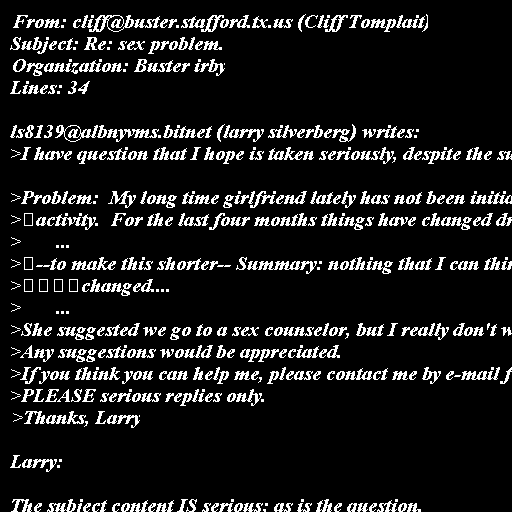 From: cliff@buster.stafford.tx.us (Cliff Tomplait)
Subject: Re: sex problem.
Organization: Buster irby
Lines: 34

ls8139@albnyvms.bitnet (larry silverberg) writes:
>I have question that I hope is taken seriously, despite the

>Problem:  My long time girlfriend lately has not been
>activity.  For the last four months things have changed
>      ...
>--to make this shorter-- Summary: nothing that I can
>changed....
>      ...
>She suggested we go to a sex counselor, but I really don't
>Any suggestions would be appreciated.
>If you think you can help me, please contact me by e-mail
>PLEASE serious replies only.
>Thanks, Larry

Larry:

The subject content IS serious; as is the question.